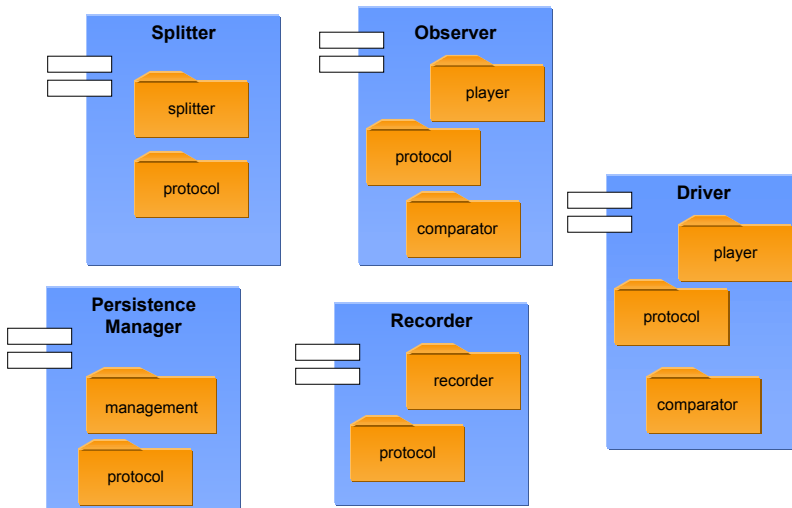 Splitter
splitter
protocol
Observer
player
protocol
comparator
Driver
player
protocol
comparator
Persistence
Manager
management
protocol
Recorder
recorder
protocol